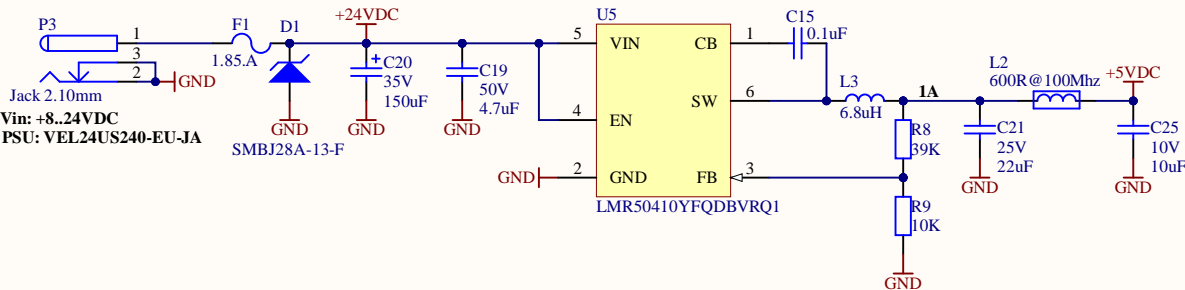 P3
1
3
2
GND
Jack 2.10mm
Vin: +8..24VDC
PSU: VEL24US240-EU-JA
F1
1.85.A
D1
GND
SMBJ28A-13-F
+24VDC
+
C20
35V
150uF
GND
C19
50V
4.7uF
GND
U5
5
VIN
CB
1
SW
6
4
EN
GND
2
GND
FB
3
LMR50410YFQDBVRQ1
C15
0.1uF
L3
6.8uH
1A
R8
39K
R9
10K
GND
C21
25V
22uF
GND
L2
600R@100Mhz
+5VDC
C25
10V
10uF
GND